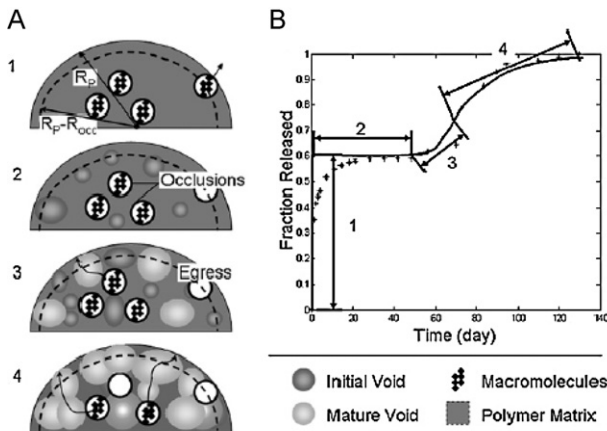 A
1
R_P
R_P-R_occ
2
Occlusions
3
Egress
4
B
Fraction Released
1
0.9
0.8
0.7
0.6
0.5
0.4
0.3
0.2
0.1
0
1
2
3
4
0 20 40 60 80 100 120 140
Time (day)
Initial Void
Macromolecules
Mature Void
Polymer Matrix